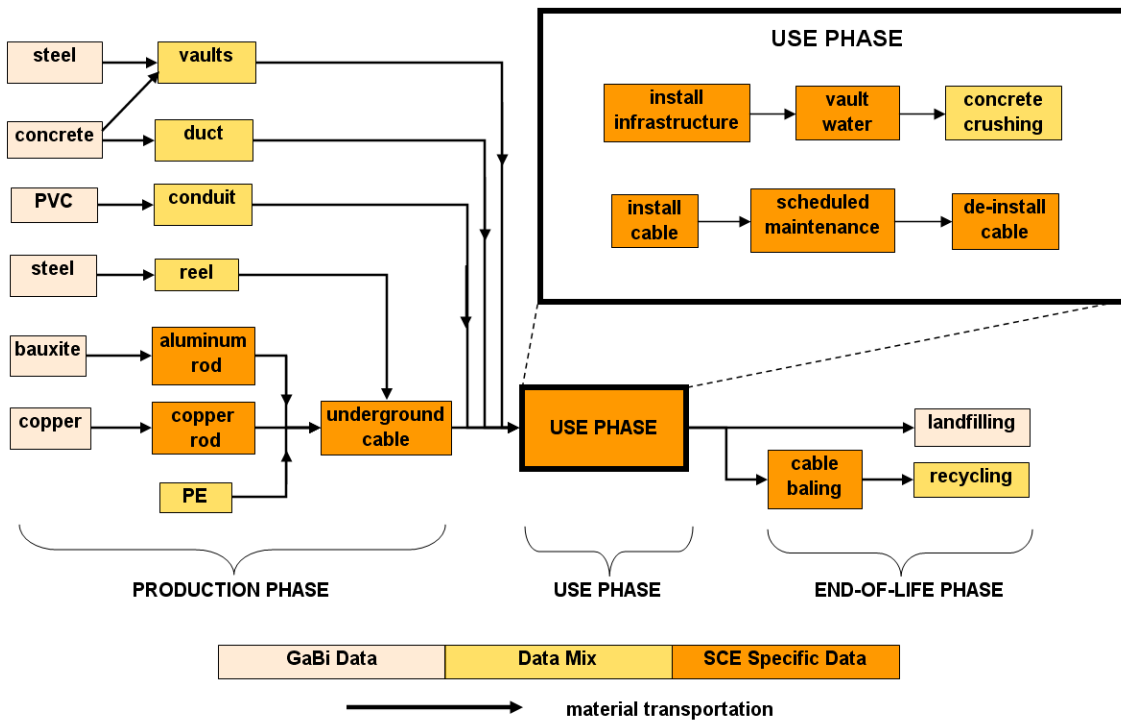 USE PHASE
install
infrastructure
vault
water
concrete
crushing
install
cable
scheduled
maintenance
de-install
cable
steel
vaults
concrete
duct
PVC
conduit
steel
reel
bauxite
aluminum
rod
copper
copper
rod
PE
underground
cable
USE PHASE
landfilling
cable
baling
recycling
PRODUCTION PHASE
USE PHASE
END-OF-LIFE PHASE
GaBi Data
Data Mix
SCE Specific Data
material transportation